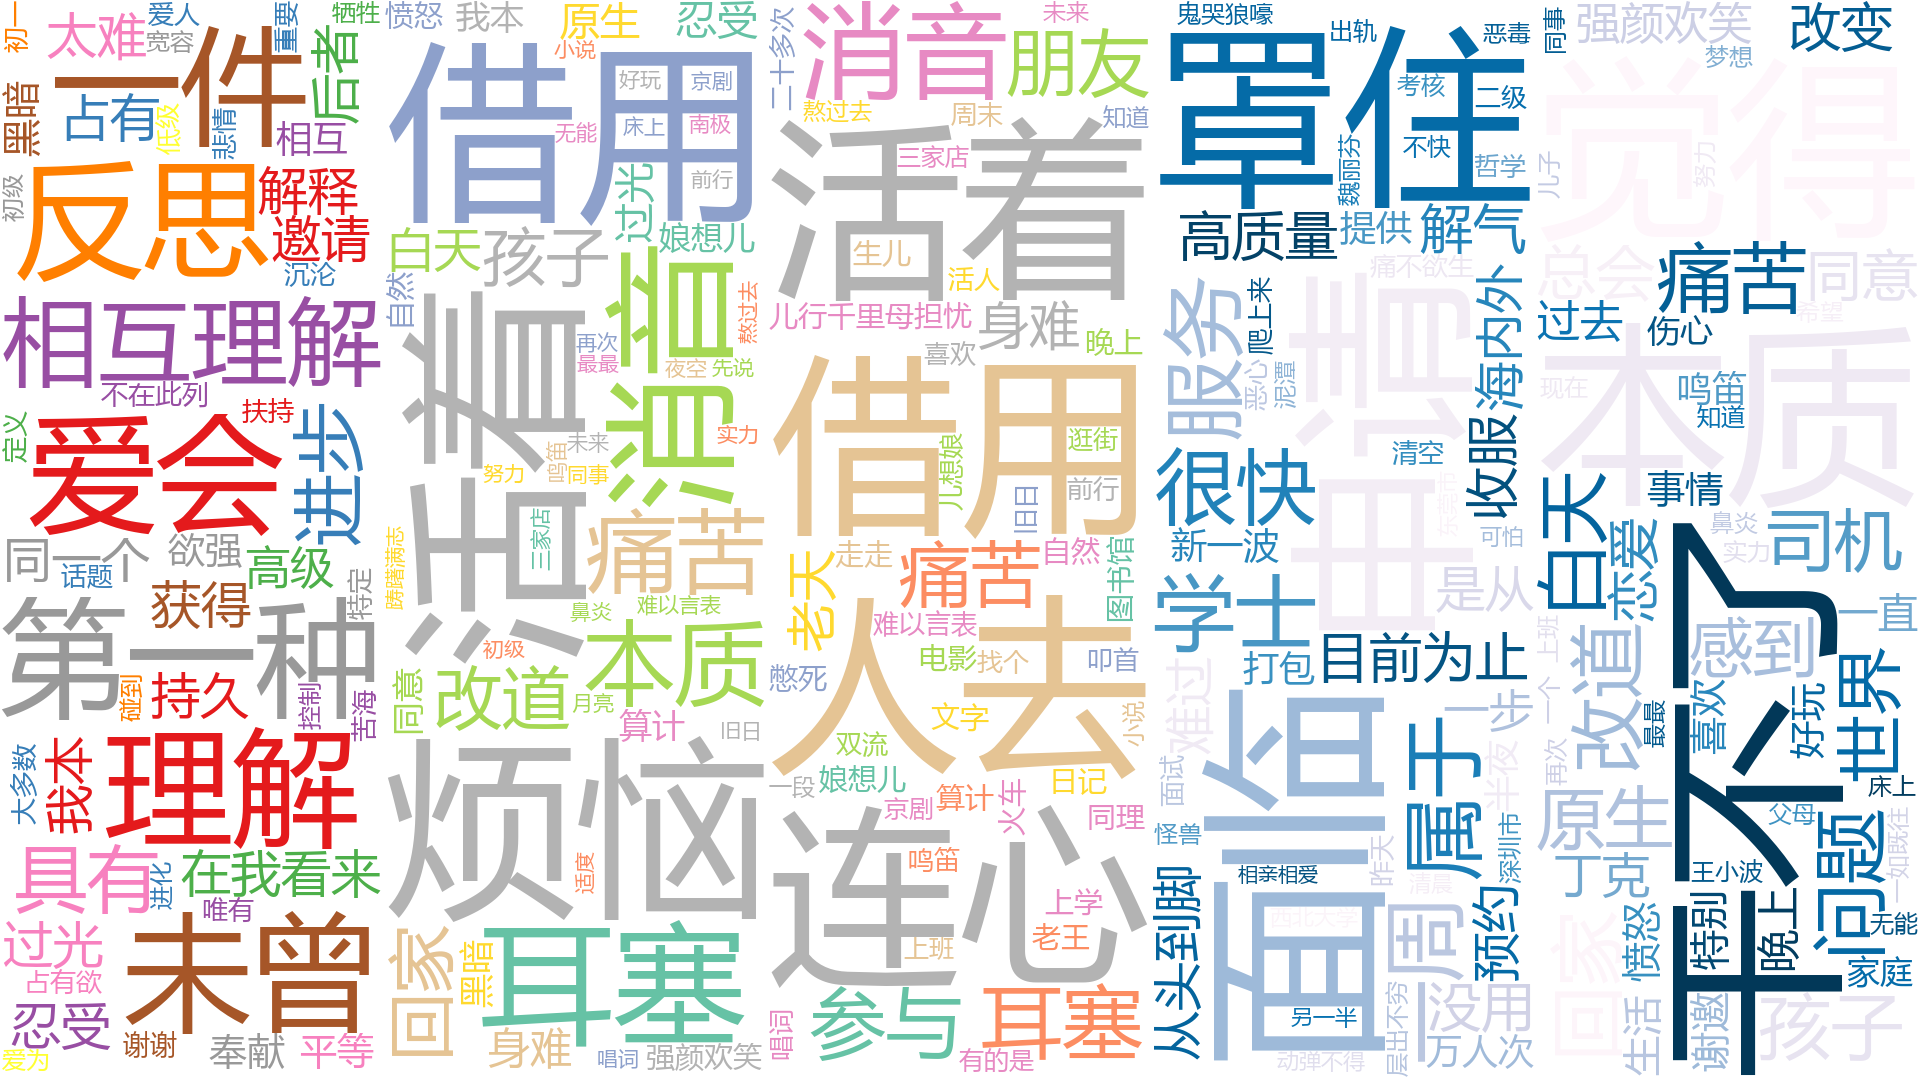 初一
太难
爱人
宽容
重要
牺牲
一件
后者
黑暗
占有
低级
悲情
相互
初级
反思
解释
邀请
沉沦
相互理解
不在此列
定义
爱会
扶持
进步
同一个
话题
欲强
高级
特定
第一种
获得
碰到
持久
控制
苦海
大多数
我本
理解
具有
进化
在我看来
唯有
过光
占有欲
未曾
忍受
爱为
谢谢
奉献
平等
愤怒
我本
原生
小说
忍受
借用
好玩
京剧
床上
南极
无能
前行
过光
白天
孩子
娘想儿
自然
活着
消音
熬过去
再次
最最
夜空
先说
未来
鸣笛
努力
同事
实力
三家店
痛苦
踌躇满志
鼻炎
难以言表
初级
本质
同意
改道
月亮
算计
旧日
烦恼
适度
回家
黑暗
耳塞
身难
唱词
强颜欢笑
二十多次
消音
未来
朋友
熬过去
周末
知道
三家店
活着
生儿
活人
儿行千里母担忧
身难
喜欢
晚上
借用
逛街
儿想娘
旧日
前行
老天
走走
痛苦
自然
图书馆
难以言表
人去
憋死
电影
找个
叩首
文字
小说
双流
一段
娘想儿
京剧
算计
火车
日记
同理
连心
鸣笛
上学
老王
上班
唱词
参与
耳塞
有的是
鬼哭狼嚎
出轨
恶毒
同事
强颜欢笑
梦想
改变
罩住
考核
二级
不快
魏丽芬
哲学
儿子
努力
觉得
高质量
提供
解气
痛不欲生
总会
痛苦
同意
希望
服务
爬上来
恶心
泥潭
海内外
过去
伤心
现在
鸣笛
知道
本质
很快
清空
收服
新一波
可怕
白天
恋爱
事情
鼻炎
实力
司机
学士
是从
打包
目前为止
上班
改道
感到
一直
难过
面试
面临
一步
一个
半夜
再次
最最
喜欢
好玩
世界
床上
怪兽
属于
深圳市
原生
父母
相亲相爱
昨天
清晨
丁克
王小波
问题
一如既往
从头到脚
西北大学
一周
预约
愤怒
特别
晚上
无能
家庭
另一半
层出不穷
没用
万人次
动弹不得
回家
生活
谢邀
孩子